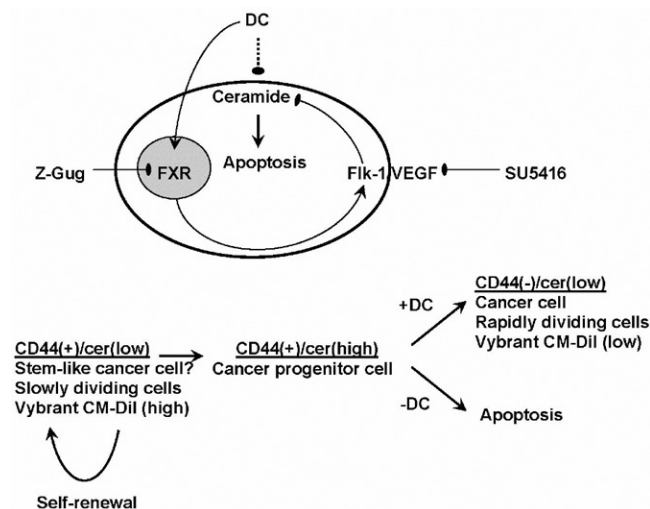 DC
Ceramide
Apoptosis
Z-Gug
FXR
Flk-1/VEGF
SU5416
CD44(-)/cer(low)
+DC
Cancer cell
Rapidly dividing cells
Vybrant CM-DiI (low)
CD44(+)/cer(low)
Stem-like cancer cell?
Slowly dividing cells
Vybrant CM-DiI (high)
CD44(+)/cer(high)
Cancer progenitor cell
-DC
Apoptosis
Self-renewal